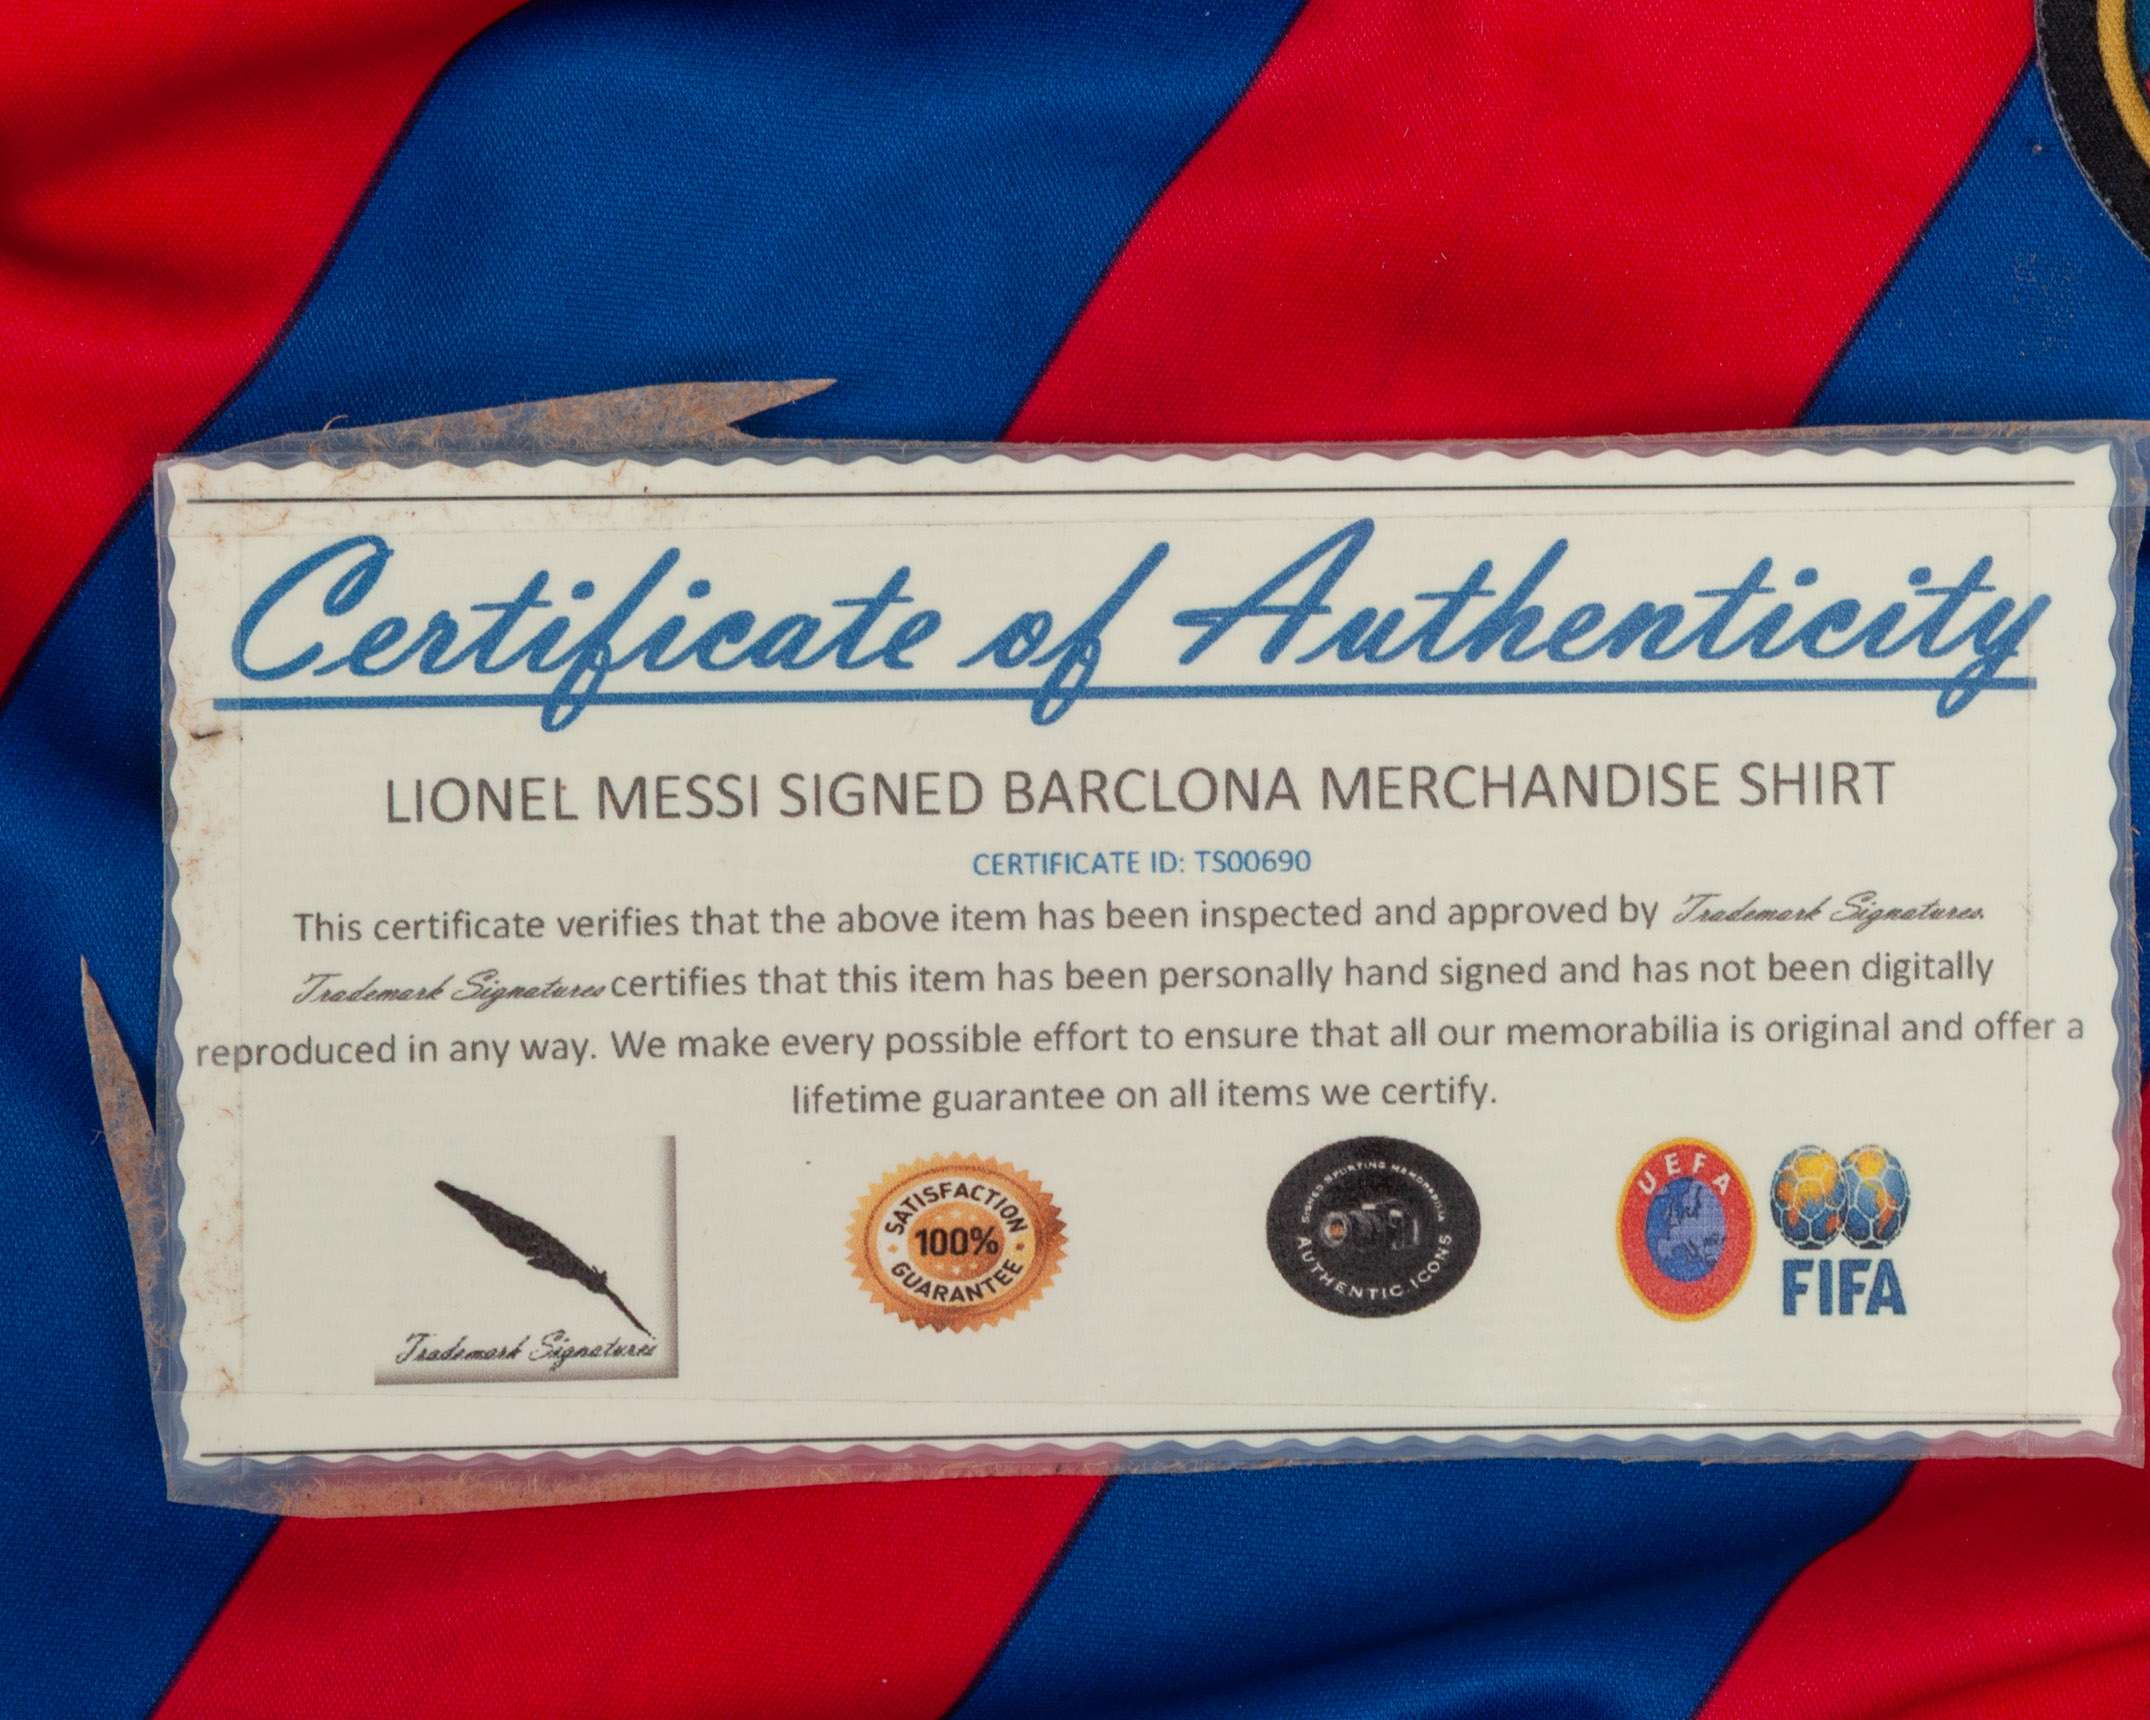 Certificate of Authenticity
LIONEL MESSI SIGNED BARCLONA MERCHANDISE SHIRT
CERTIFICATE ID: TS00690
This certificate verifies that the above item has been inspected and approved by Trademark Signatures.
Trademark Signatures certifies that this item has been personally hand signed and has not been digitally
reproduced in any way. We make every possible effort to ensure that all our memorabilia is original and offer a
lifetime guarantee on all items we certify.
Trademark Signatures
SATISFACTION
100%
GUARANTEE
SIGNED SPORTING MEMORABILIA
AUTHENTIC ICONS
UEFA
FIFA